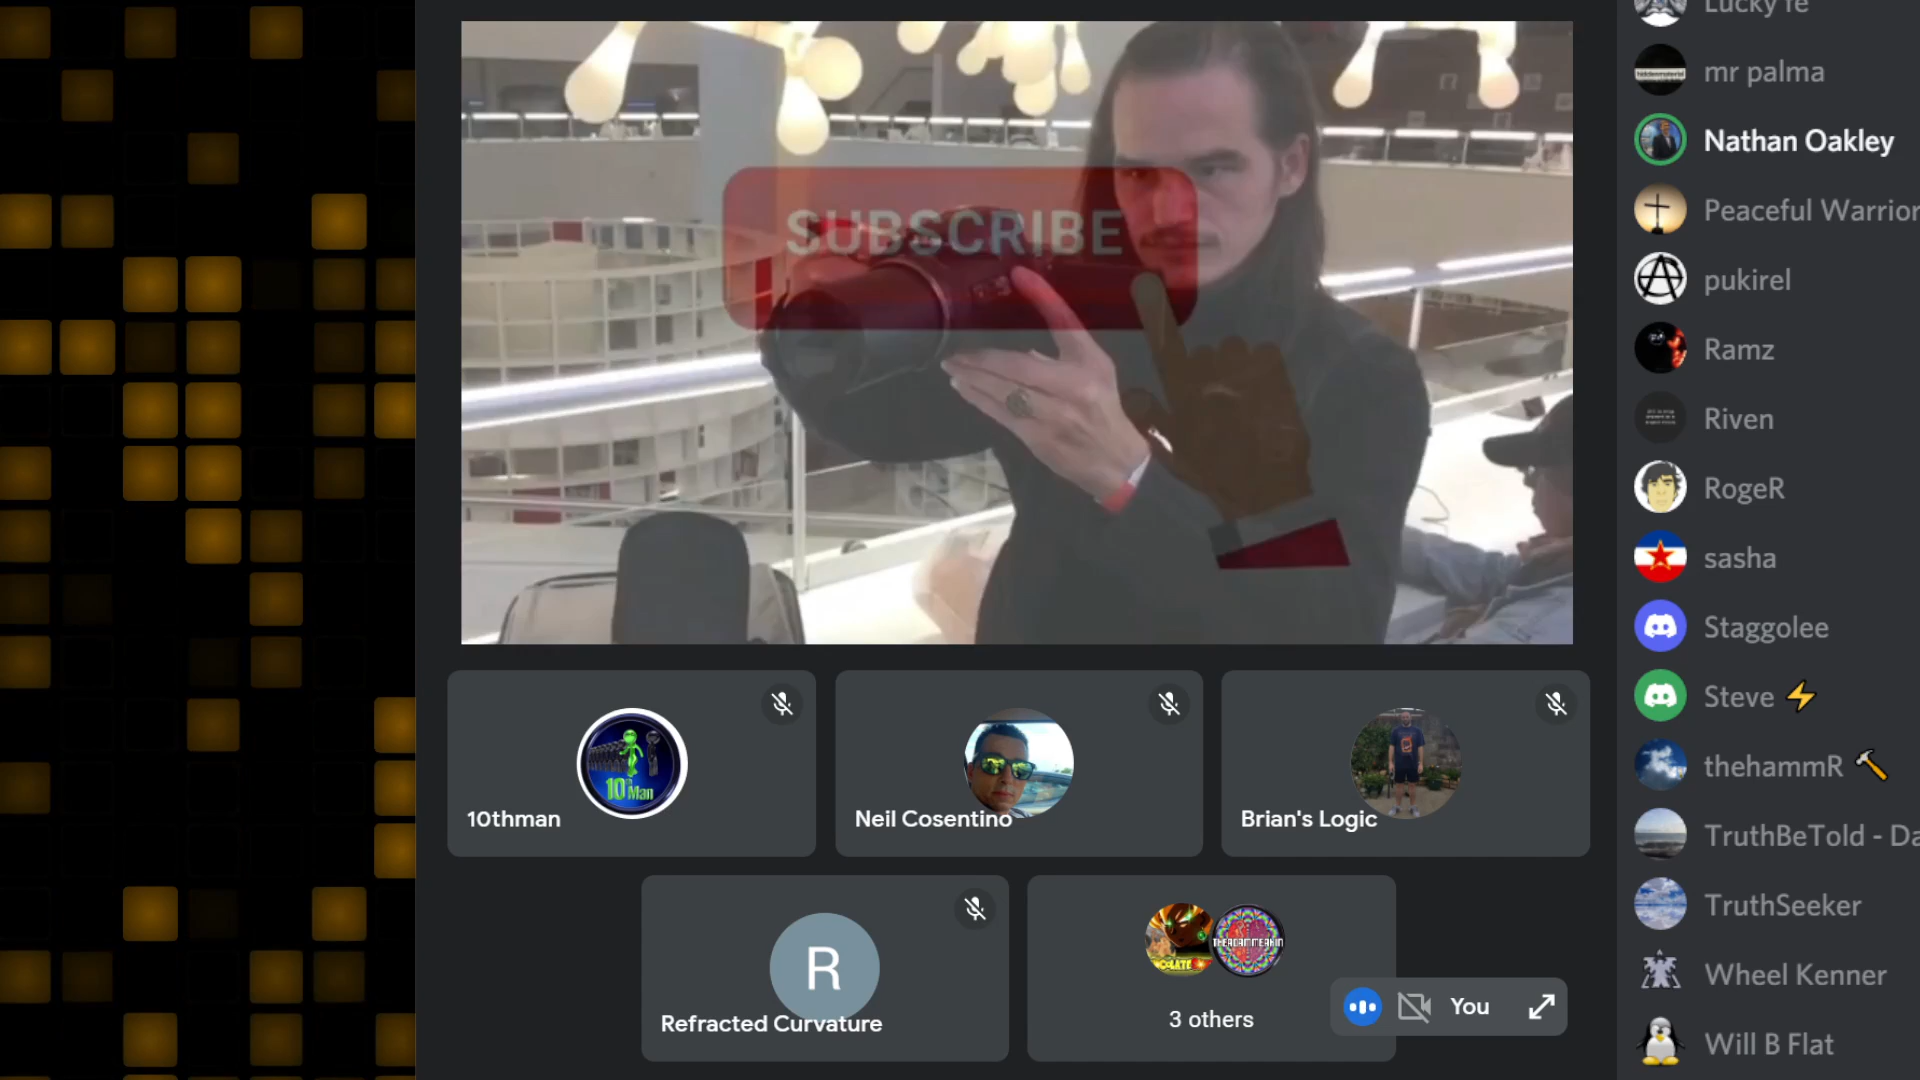 Lucky fe
mr palma
Nathan Oakley
Peaceful Warrior
pukirel
Ramz
Riven
RogeR
sasha
Staggolee
Steve
thehammR
TruthBeTold - Da
TruthSeeker
Wheel Kenner
Will B Flat
SUBSCRIBE
10th Man
10thman
Neil Cosentino
Brian's Logic
R
Refracted Curvature
3 others
You